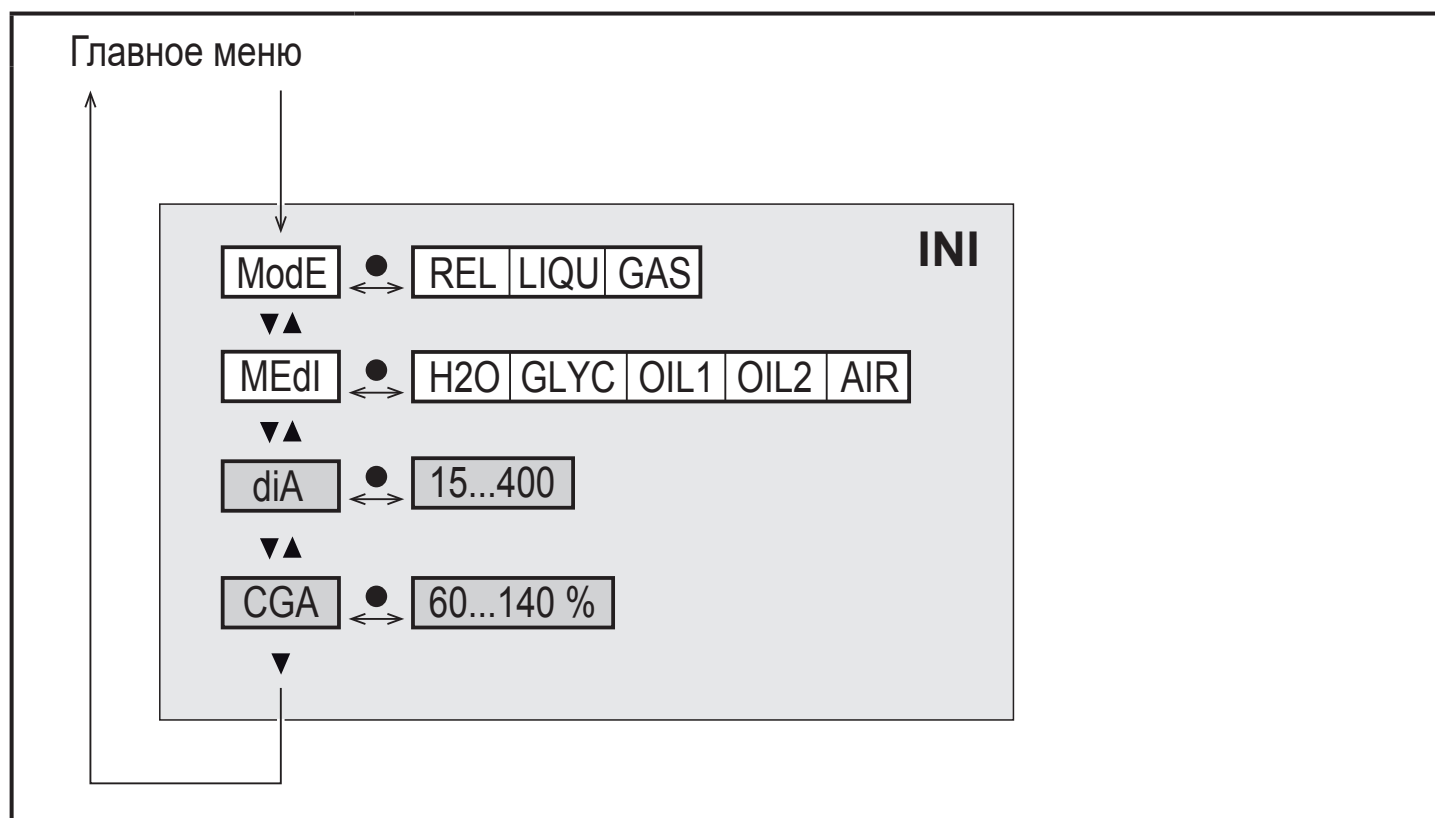 Главное меню
INI
ModE ● REL LIQU GAS
▼▲
MEdI ● H2O GLYC OIL1 OIL2 AIR
▼▲
diA ● 15...400
▼▲
CGA ● 60...140 %
▼